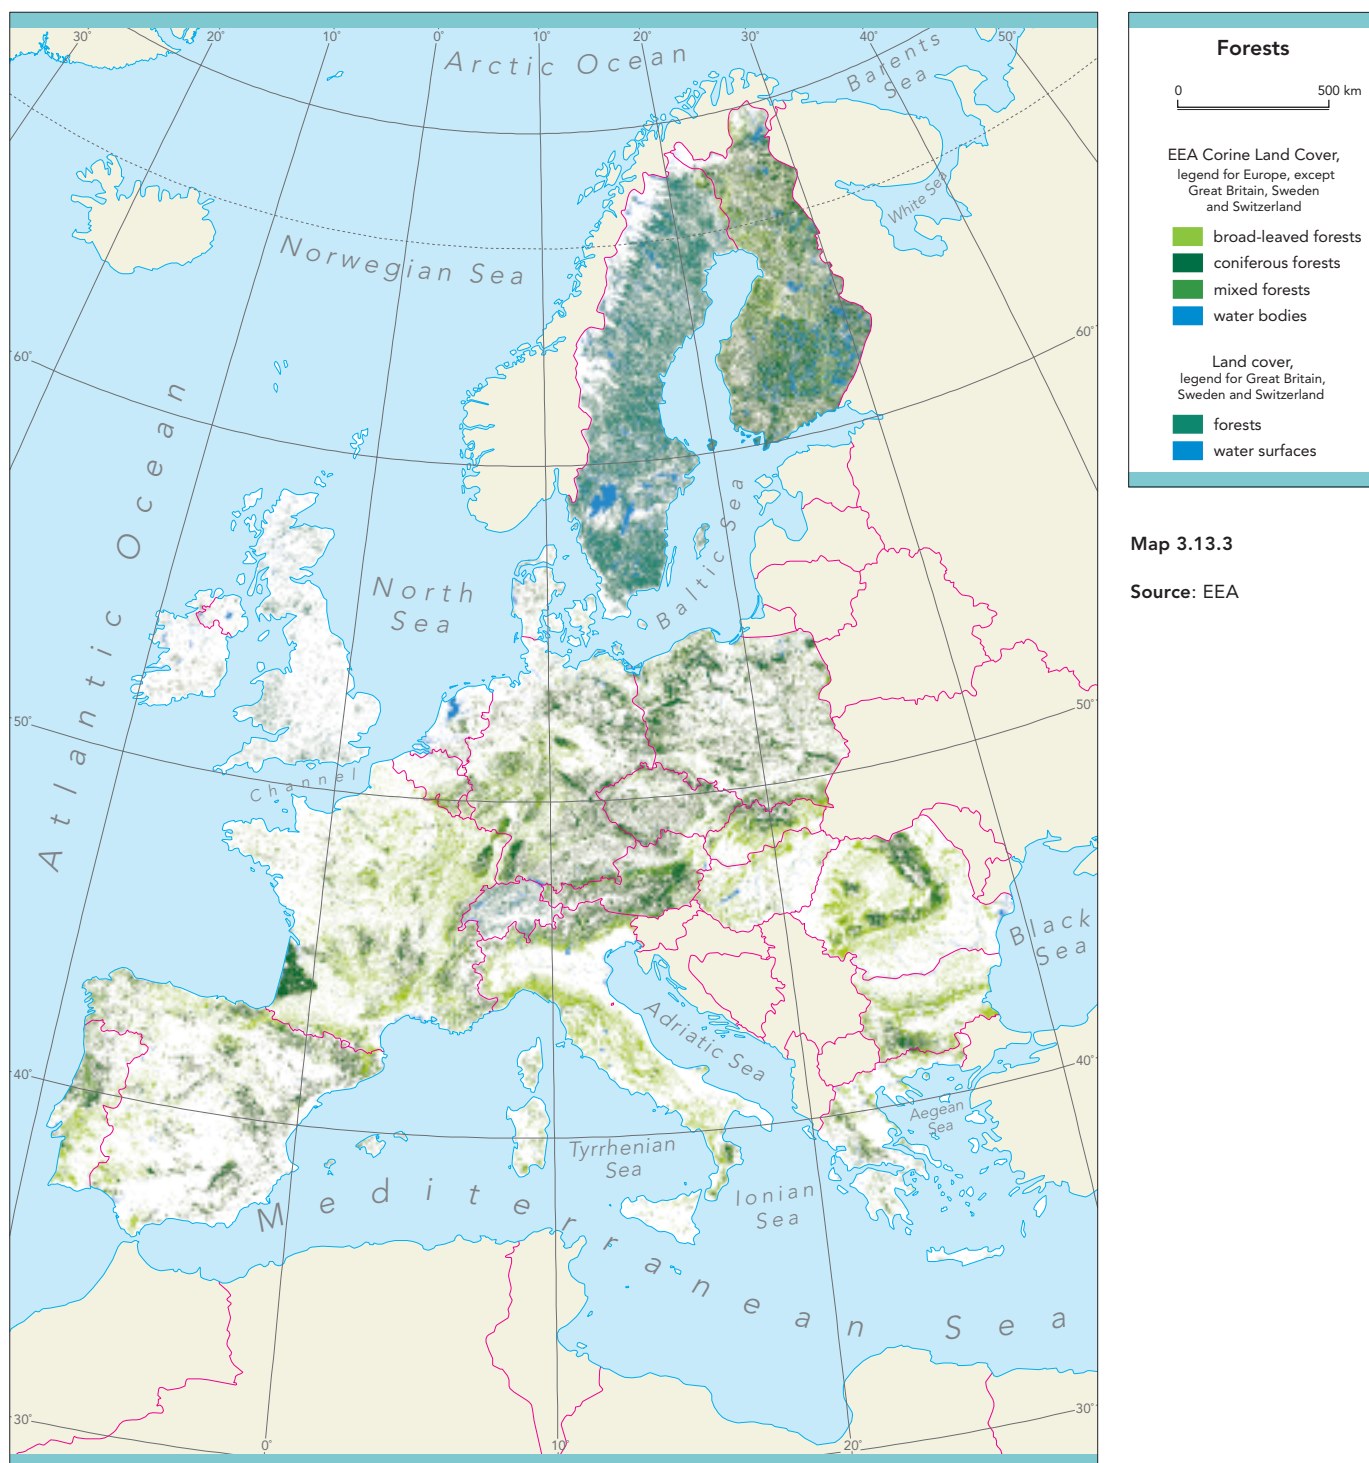 30°
20°
10°
0°
10°
20°
30°
40°
50°
Arctic Ocean
Barents
Sea
White Sea
Norwegian Sea
60°
60°
Atlantic Ocean
North
Sea
Baltic Sea
50°
50°
Channel
Black
Sea
Adriatic Sea
40°
40°
Aegean
Sea
Tyrrhenian
Sea
Ionian
Sea
Mediterranean Sea
30°
30°
0°
10°
20°
Forests
0 500 km
EEA Corine Land Cover,
legend for Europe, except
Great Britain, Sweden
and Switzerland
broad-leaved forests
coniferous forests
mixed forests
water bodies
Land cover,
legend for Great Britain,
Sweden and Switzerland
forests
water surfaces
Map 3.13.3
Source: EEA